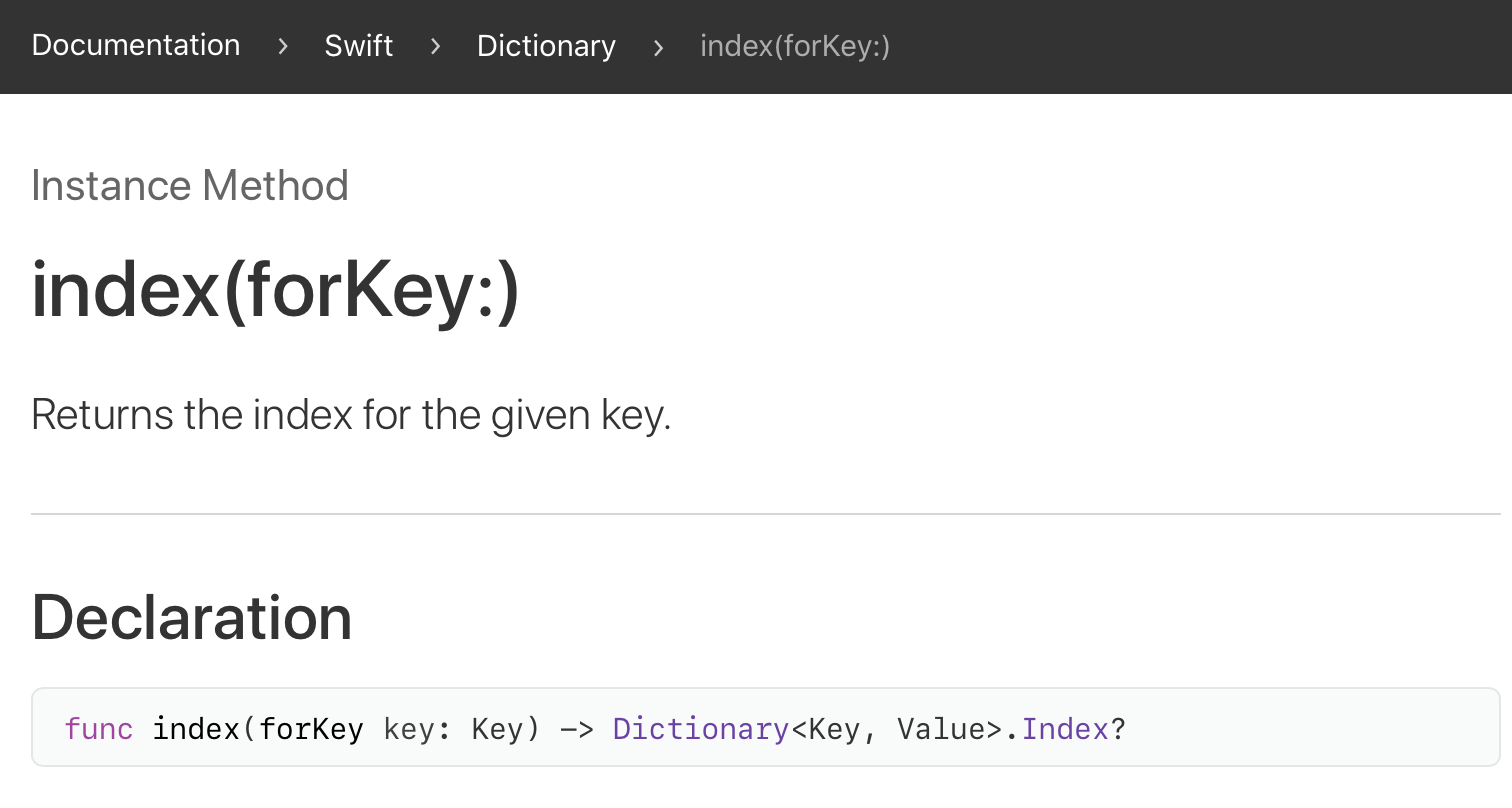 Documentation > Swift > Dictionary > index(forKey:)
Instance Method
index(forKey:)
Returns the index for the given key.
Declaration
func index(forKey key: Key) -> Dictionary<Key, Value>.Index?